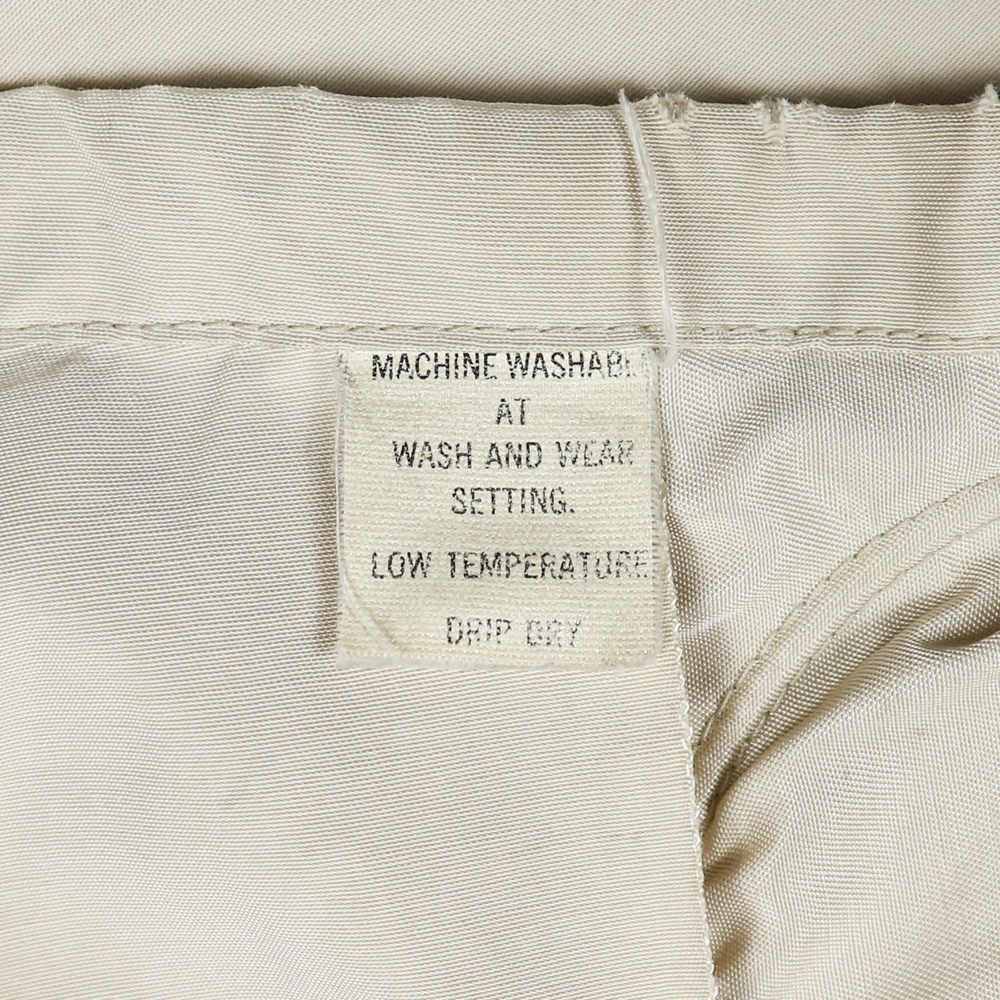 MACHINE WASHABLE
AT
WASH AND WEAR
SETTING.
LOW TEMPERATURE
DRIP DRY